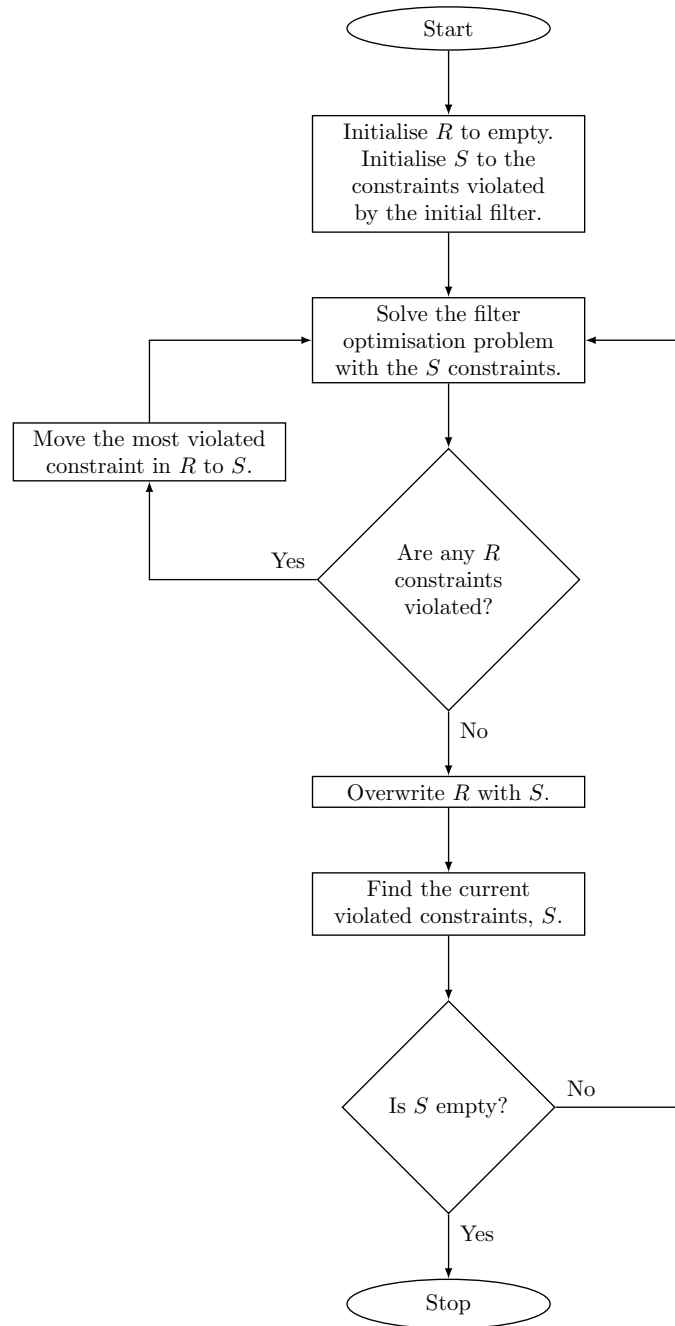 Start
Initialise R to empty.
Initialise S to the
constraints violated
by the initial filter.
Solve the filter
optimisation problem
with the S constraints.
Move the most violated
constraint in R to S.
Yes
Are any R
constraints
violated?
No
Overwrite R with S.
Find the current
violated constraints, S.
Is S empty?
No
Yes
Stop